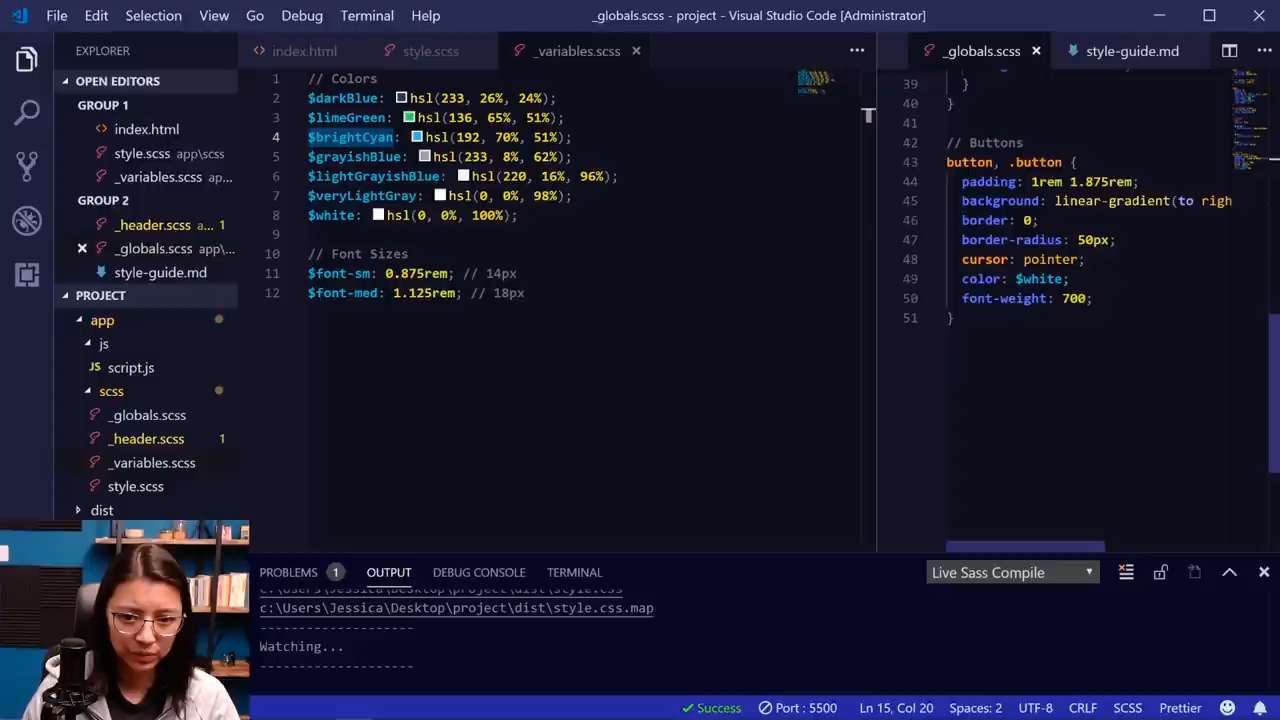 File Edit Selection View Go Debug Terminal Help
_globals.scss - project - Visual Studio Code [Administrator]
EXPLORER
OPEN EDITORS
GROUP 1
index.html
style.scss app\scss
_variables.scss ap...
GROUP 2
_header.scss a... 1
_globals.scss app\...
style-guide.md
PROJECT
app
js
JS script.js
scss
_globals.scss
_header.scss 1
_variables.scss
style.scss
dist
index.html style.scss _variables.scss
1 // Colors
2 $darkBlue: hsl(233, 26%, 24%);
3 $limeGreen: hsl(136, 65%, 51%);
4 $brightCyan: hsl(192, 70%, 51%);
5 $grayishBlue: hsl(233, 8%, 62%);
6 $lightGrayishBlue: hsl(220, 16%, 96%);
7 $veryLightGray: hsl(0, 0%, 98%);
8 $white: hsl(0, 0%, 100%);
9
10 // Font Sizes
11 $font-sm: 0.875rem; // 14px
12 $font-med: 1.125rem; // 18px
_globals.scss style-guide.md
39 }
40 }
41
42 // Buttons
43 button, .button {
44 padding: 1rem 1.875rem;
45 background: linear-gradient(to righ
46 border: 0;
47 border-radius: 50px;
48 cursor: pointer;
49 color: $white;
50 font-weight: 700;
51 }
PROBLEMS 1 OUTPUT DEBUG CONSOLE TERMINAL
Live Sass Compile
c:\Users\Jessica\Desktop\project\dist\style.css
c:\Users\Jessica\Desktop\project\dist\style.css.map
--------------------
Watching...
--------------------
Success Port : 5500 Ln 15, Col 20 Spaces: 2 UTF-8 CRLF SCSS Prettier